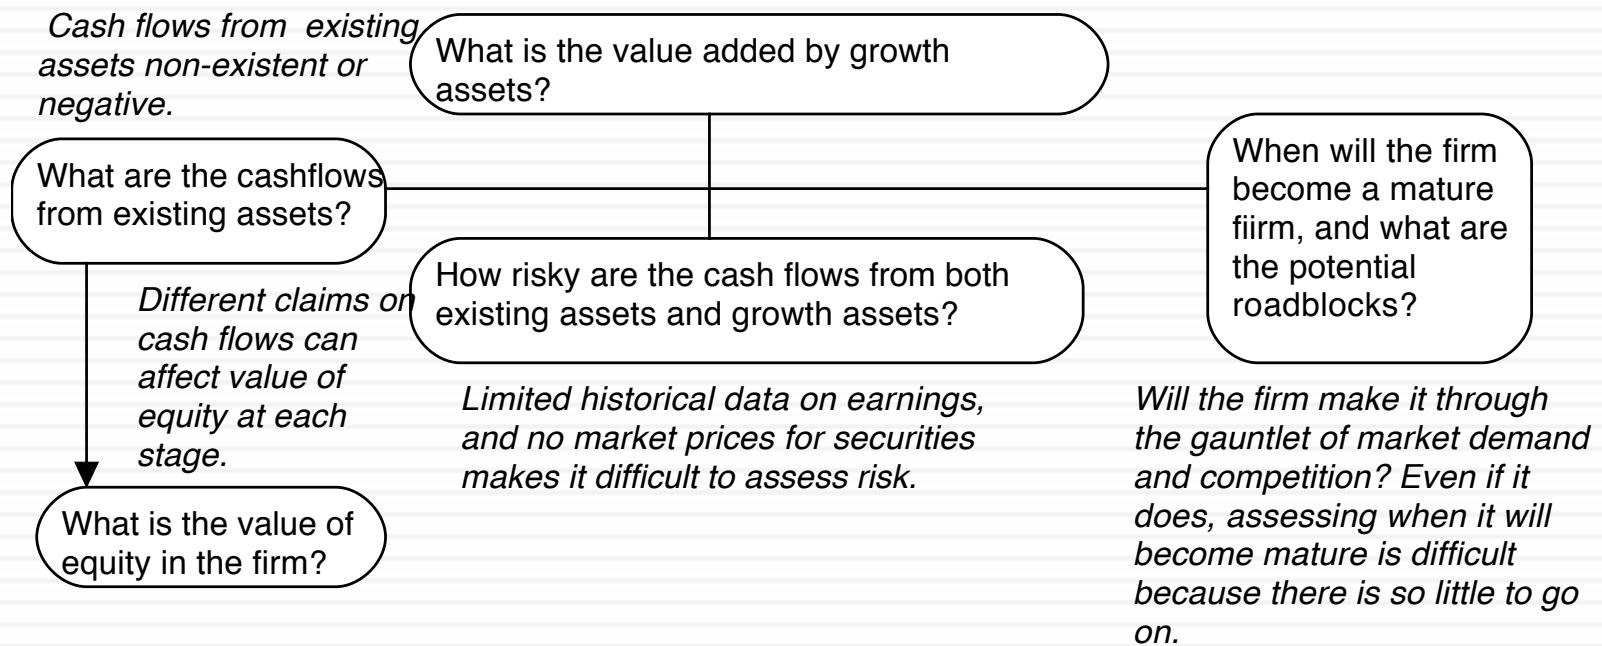 Cash flows from  existing
assets non-existent or
negative.
What is the value added by growth
assets?
What are the cashflows
from existing assets?
When will the firm
become a mature
fiirm, and what are
the potential
roadblocks?
How risky are the cash flows from both
existing assets and growth assets?
Different claims on
cash flows can
affect value of
equity at each
stage.
Limited historical data on earnings,
and no market prices for securities
makes it difficult to assess risk.
Will the firm make it through
the gauntlet of market demand
and competition? Even if it
does, assessing when it will
become mature is difficult
because there is so little to go
on.
What is the value of
equity in the firm?